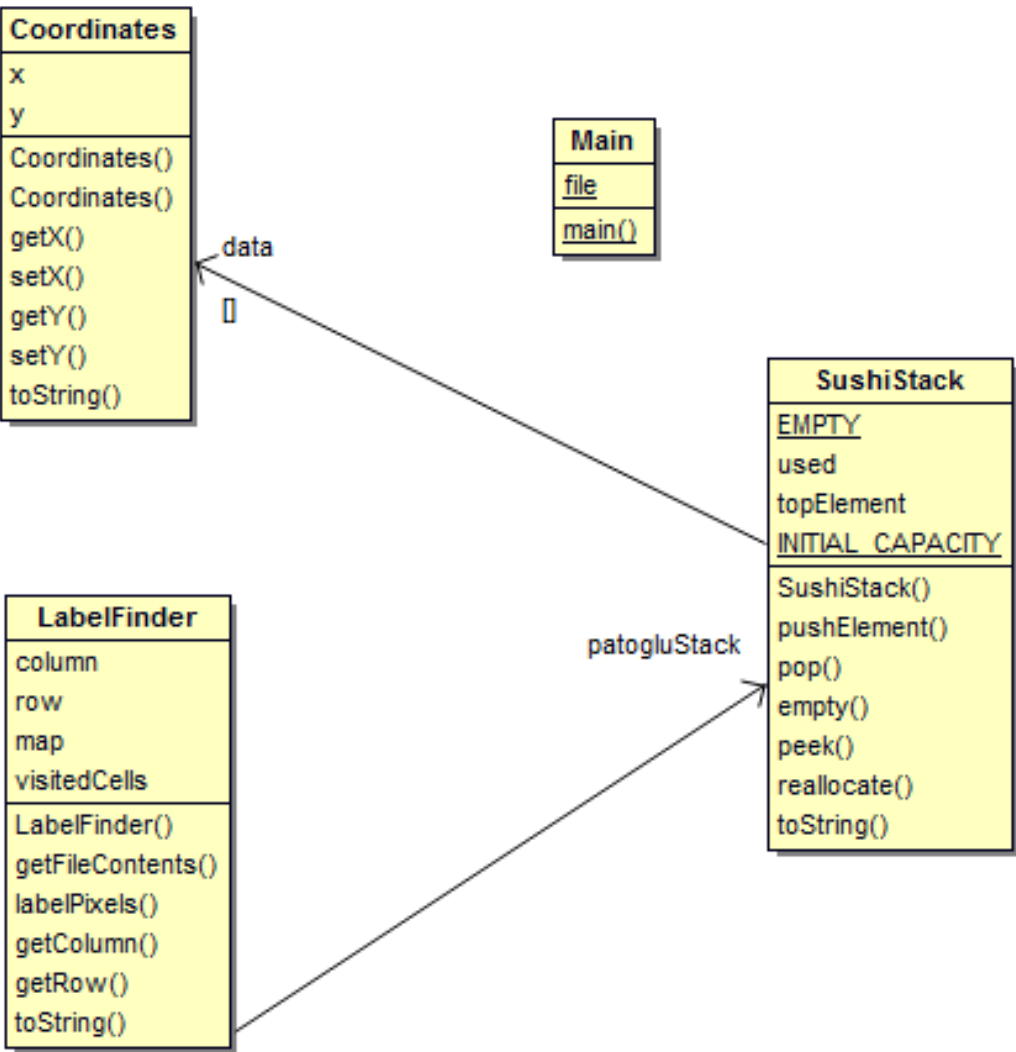 Coordinates
x
y
Coordinates()
Coordinates()
getX()
setX()
getY()
setY()
toString()
data
[]
Main
file
main()
SushiStack
EMPTY
used
topElement
INITIAL_CAPACITY
SushiStack()
pushElement()
pop()
empty()
peek()
reallocate()
toString()
patogluStack
LabelFinder
column
row
map
visitedCells
LabelFinder()
getFileContents()
labelPixels()
getColumn()
getRow()
toString()